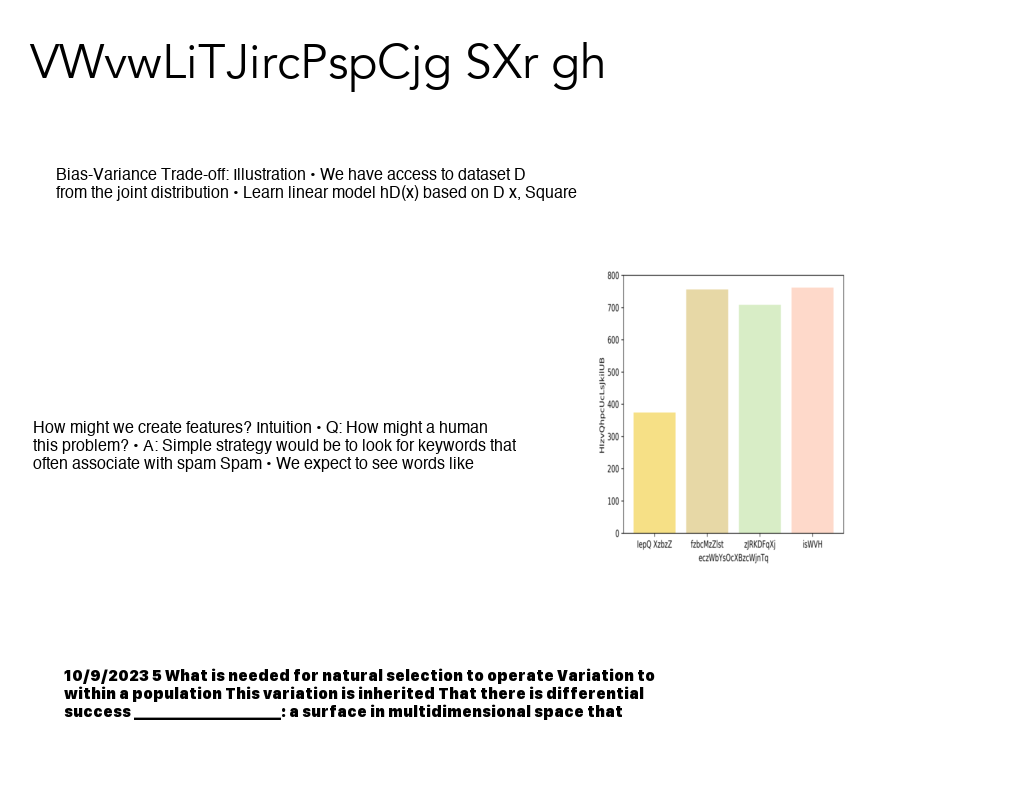 VWvwLiTJircPspCjg SXr gh
Bias-Variance Trade-off: Illustration • We have access to dataset D
from the joint distribution • Learn linear model hD(x) based on D x, Square
How might we create features? Intuition • Q: How might a human
this problem? • A: Simple strategy would be to look for keywords that
often associate with spam Spam • We expect to see words like
800
700
600
500
400
300
200
100
0
IepQ XzbzZ fzbcMzZlst zJRKDFqXj isWVH
eczWbYsOcXBzcWjnTq
10/9/2023 5 What is needed for natural selection to operate Variation to
within a population This variation is inherited That there is differential
success __________________: a surface in multidimensional space that